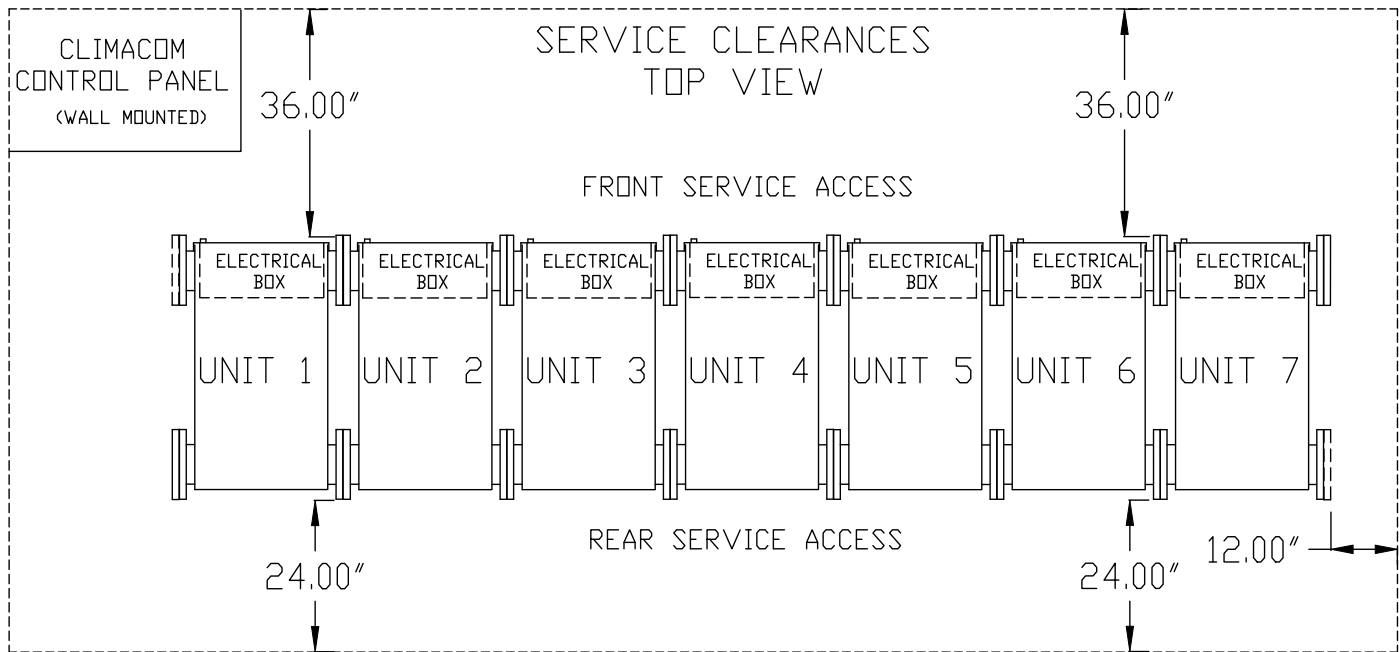 CLIMACOM
CONTROL PANEL
(WALL MOUNTED)
SERVICE CLEARANCES
TOP VIEW
36.00"
36.00"
FRONT SERVICE ACCESS
ELECTRICAL
BOX
ELECTRICAL
BOX
ELECTRICAL
BOX
ELECTRICAL
BOX
ELECTRICAL
BOX
ELECTRICAL
BOX
ELECTRICAL
BOX
UNIT 1
UNIT 2
UNIT 3
UNIT 4
UNIT 5
UNIT 6
UNIT 7
REAR SERVICE ACCESS
12.00"
24.00"
24.00"